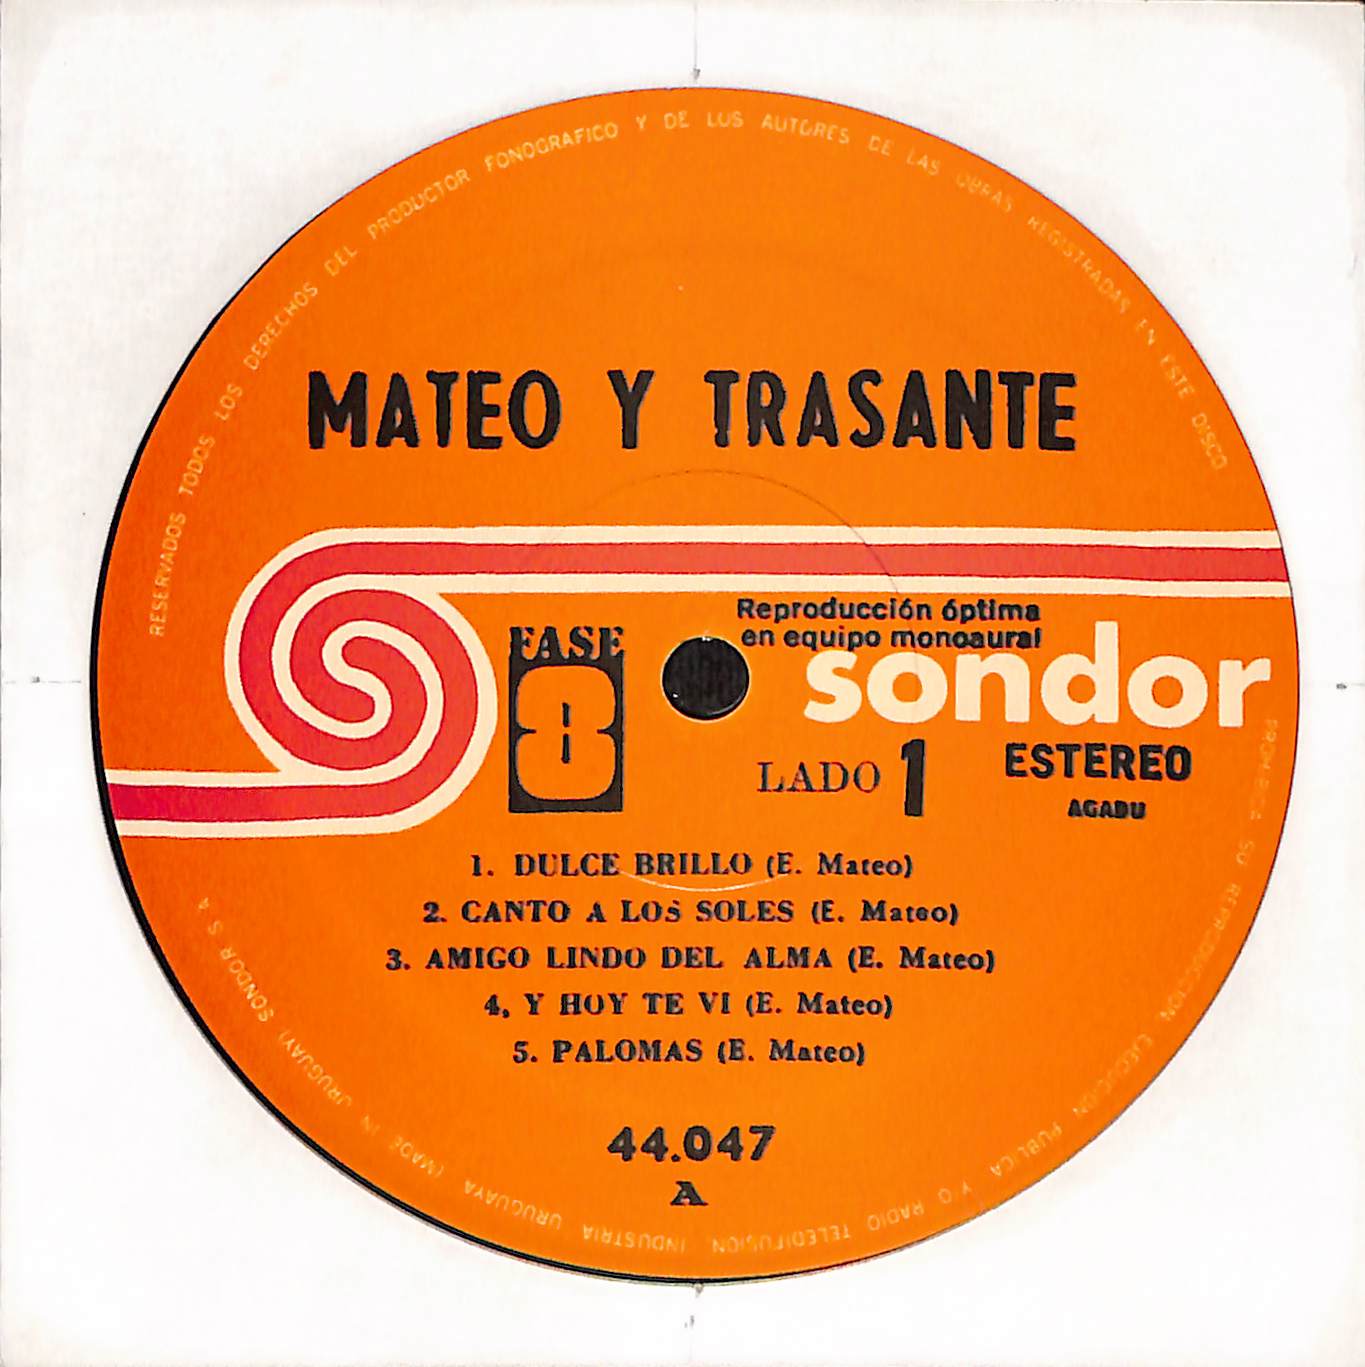 RESERVADOS TODOS LOS DERECHOS DEL PRODUCTOR FONOGRAFICO Y DE LOS AUTORES DE LAS OBRAS REGISTRADAS EN ESTE DISCO
MATEO Y TRASANTE
Reproducción óptima
en equipo monoaural
FASE
8
sondor
LADO 1
ESTEREO
AGADU
1. DULCE BRILLO (E. Mateo)
2. CANTO A LOS SOLES (E. Mateo)
3. AMIGO LINDO DEL ALMA (E. Mateo)
4, Y HOY TE VI (E. Mateo)
5. PALOMAS (E. Mateo)
44.047
A
PROHIBIDA SU REPRODUCCION, EJECUCION PUBLICA Y/O RADIO TELEDIFUSION, INDUSTRIA URUGUAYA (MADE IN URUGUAY) SONDOR S A